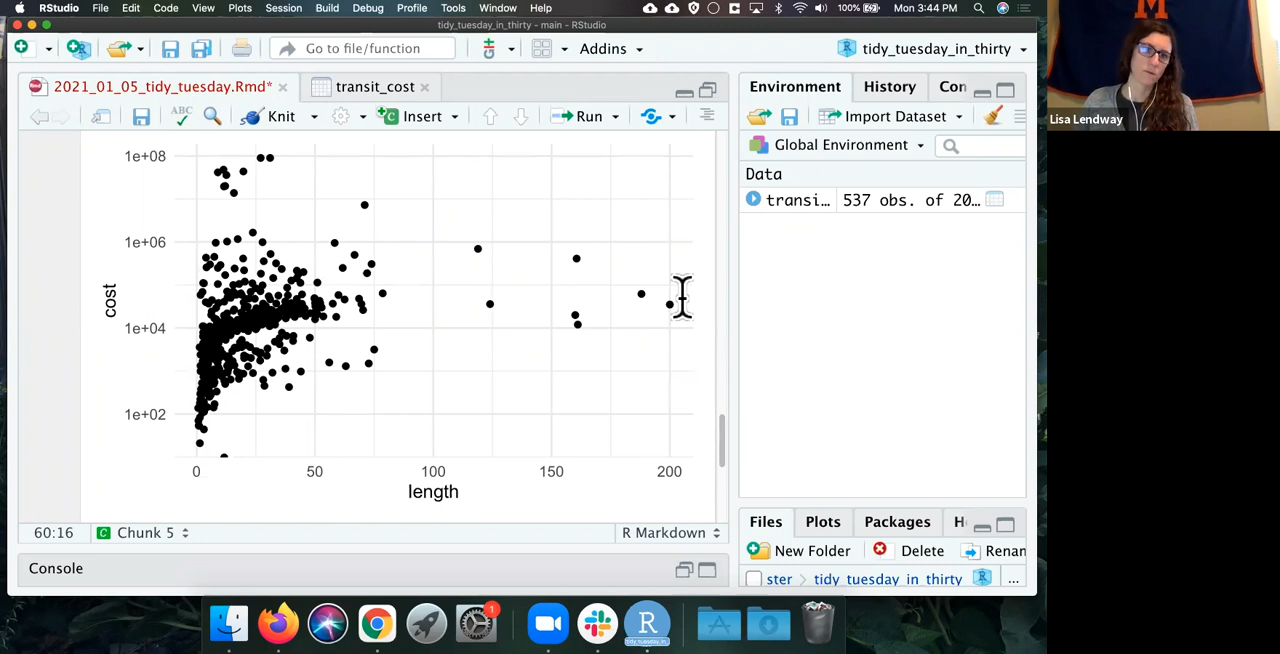 RStudio File Edit Code View Plots Session Build Debug Profile Tools Window Help 100% Mon 3:44 PM
tidy_tuesday_in_thirty - main - RStudio
Go to file/function Addins tidy_tuesday_in_thirty
2021_01_05_tidy_tuesday.Rmd* transit_cost
ABC Knit Insert Run
1e+08
1e+06
1e+04
1e+02
cost
0 50 100 150 200
length
60:16 C Chunk 5 R Markdown
Console
Environment History Con
Import Dataset
Global Environment
Data
transi… 537 obs. of 20…
Files Plots Packages H
New Folder Delete Renan
ster tidy_tuesday_in_thirty ...
M
Lisa Lendway
1
R
tidy_tuesday_in_